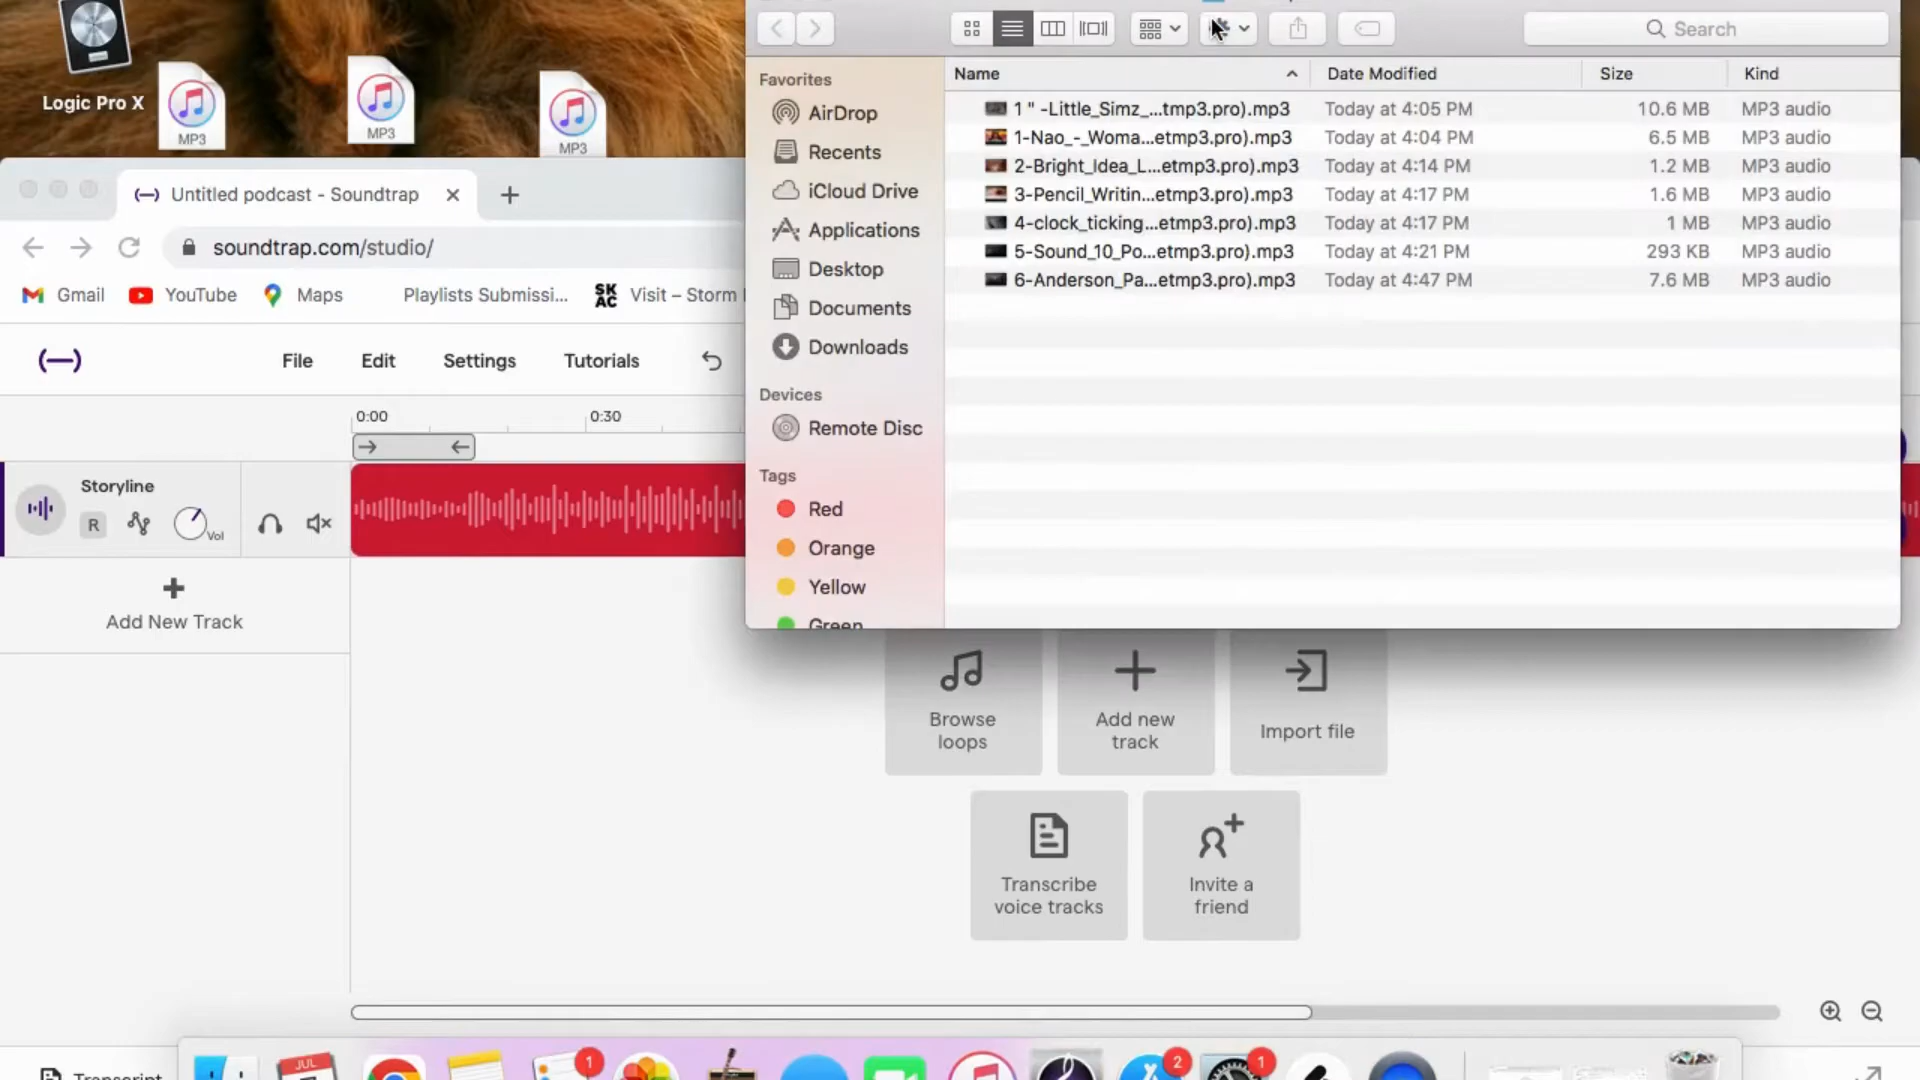 Logic Pro X
MP3
MP3
MP3
Search
Favorites
AirDrop
Recents
iCloud Drive
Applications
Desktop
Documents
Downloads
Devices
Remote Disc
Tags
Red
Orange
Yellow
Green
Name
Date Modified
Size
Kind
1 " -Little_Simz_...tmp3.pro).mp3 Today at 4:05 PM 10.6 MB MP3 audio
1-Nao_-_Woma...etmp3.pro).mp3 Today at 4:04 PM 6.5 MB MP3 audio
2-Bright_Idea_L...etmp3.pro).mp3 Today at 4:14 PM 1.2 MB MP3 audio
3-Pencil_Writin...etmp3.pro).mp3 Today at 4:17 PM 1.6 MB MP3 audio
4-clock_ticking...etmp3.pro).mp3 Today at 4:17 PM 1 MB MP3 audio
5-Sound_10_Po...etmp3.pro).mp3 Today at 4:21 PM 293 KB MP3 audio
6-Anderson_Pa...etmp3.pro).mp3 Today at 4:47 PM 7.6 MB MP3 audio
Untitled podcast - Soundtrap
soundtrap.com/studio/
Gmail
YouTube
Maps
Playlists Submissi...
SK
AC
Visit – Storm
File
Edit
Settings
Tutorials
0:00
0:30
Storyline
R
Vol
Add New Track
Browse
loops
Add new
track
Import file
Transcribe
voice tracks
Invite a
friend
JUL
1
2
1
Transcript